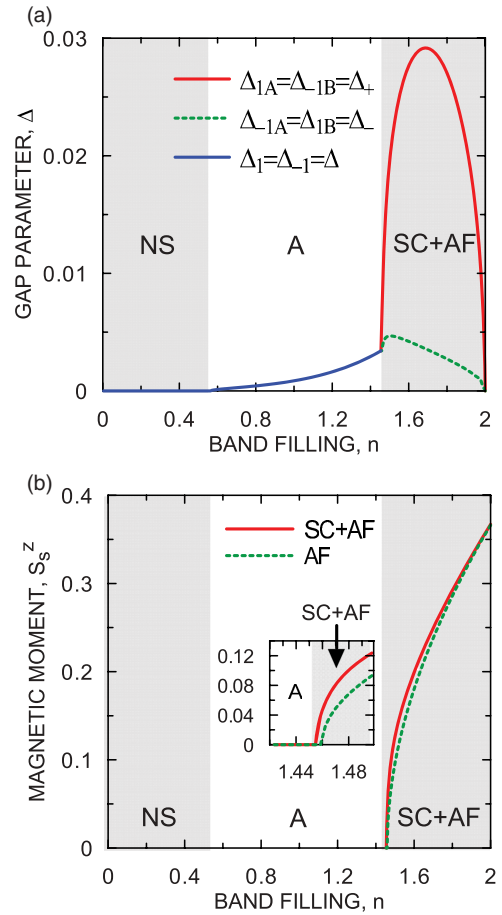 (a)
0.03
0.02
0.01
0
GAP PARAMETER, Δ
Δ1A=Δ-1B=Δ+
Δ-1A=Δ1B=Δ-
Δ1=Δ-1=Δ
NS
A
SC+AF
0 0.4 0.8 1.2 1.6 2
BAND FILLING, n
(b)
0.4
0.3
0.2
0.1
0
MAGNETIC MOMENT, Ssz
SC+AF
AF
SC+AF
0.12
0.08
0.04
0
A
1.44 1.48
NS
A
SC+AF
0 0.4 0.8 1.2 1.6 2
BAND FILLING, n